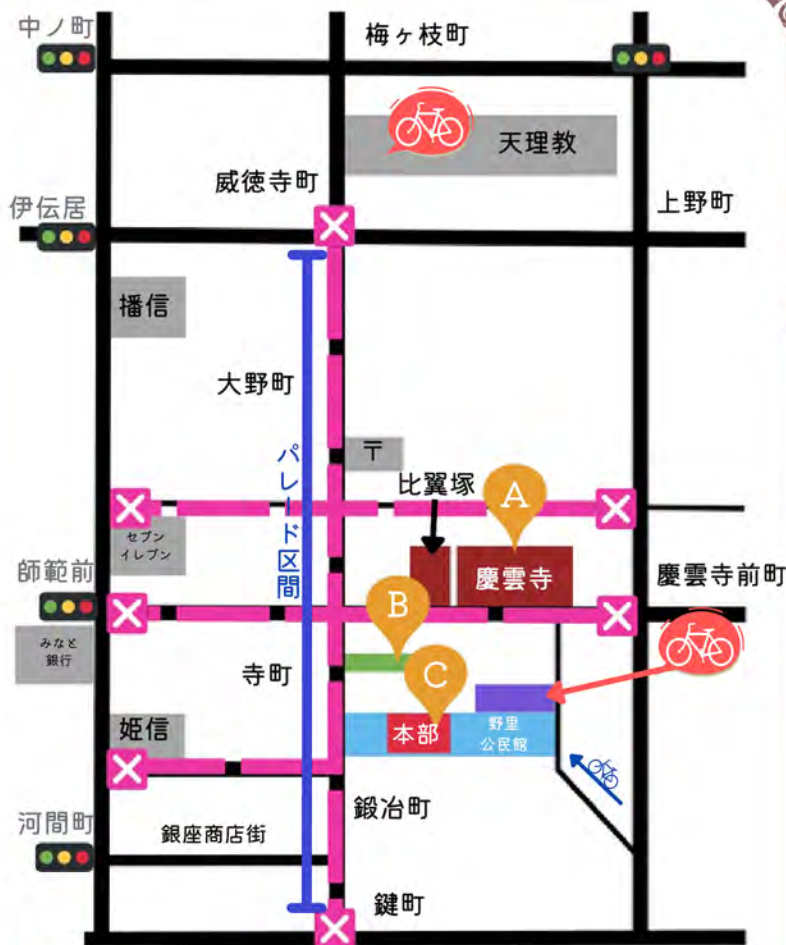 中ノ町
梅ヶ枝町
天理教
威徳寺町
上野町
伊伝居
播信
大野町
〒
パレード区間
比翼塚
A
セブン
イレブン
師範前
慶雲寺
慶雲寺前町
B
みなと
銀行
寺町
C
姫信
本部
野里
公民館
鍛冶町
河間町
銀座商店街
鍵町